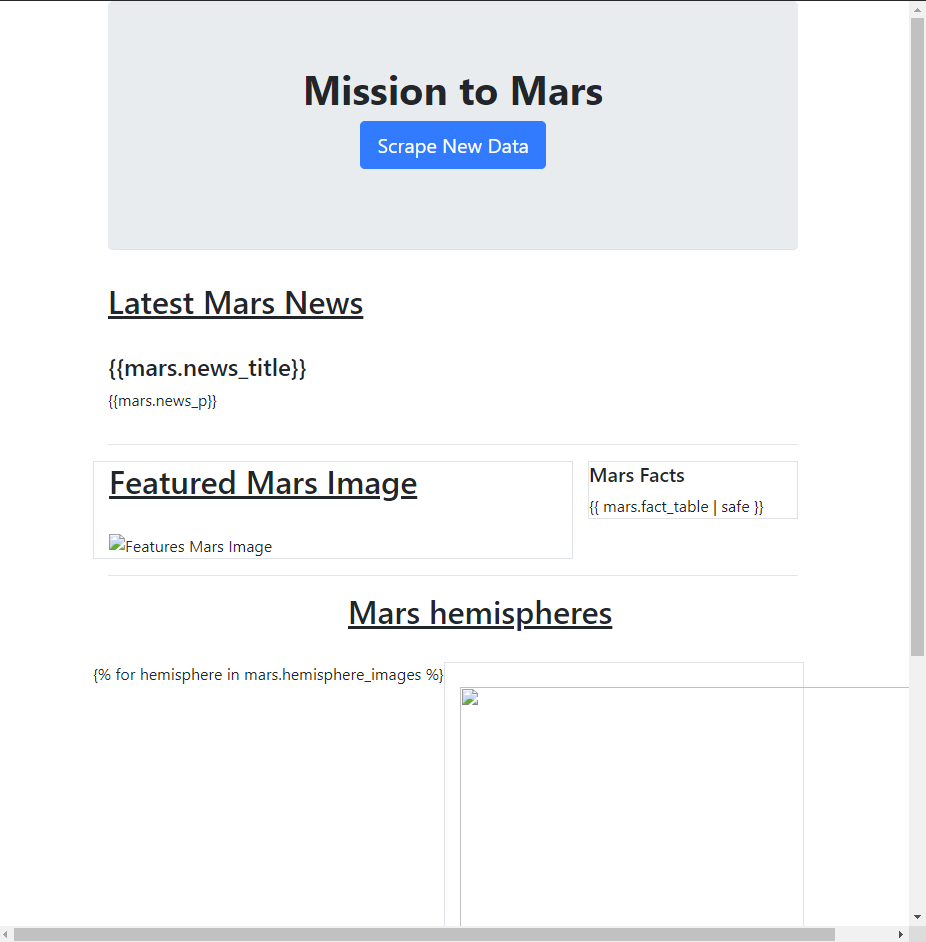 Mission to Mars
Scrape New Data
Latest Mars News
{{mars.news_title}}
{{mars.news_p}}
Featured Mars Image
Features Mars Image
Mars Facts
{{ mars.fact_table | safe }}
Mars hemispheres
{% for hemisphere in mars.hemisphere_images %}